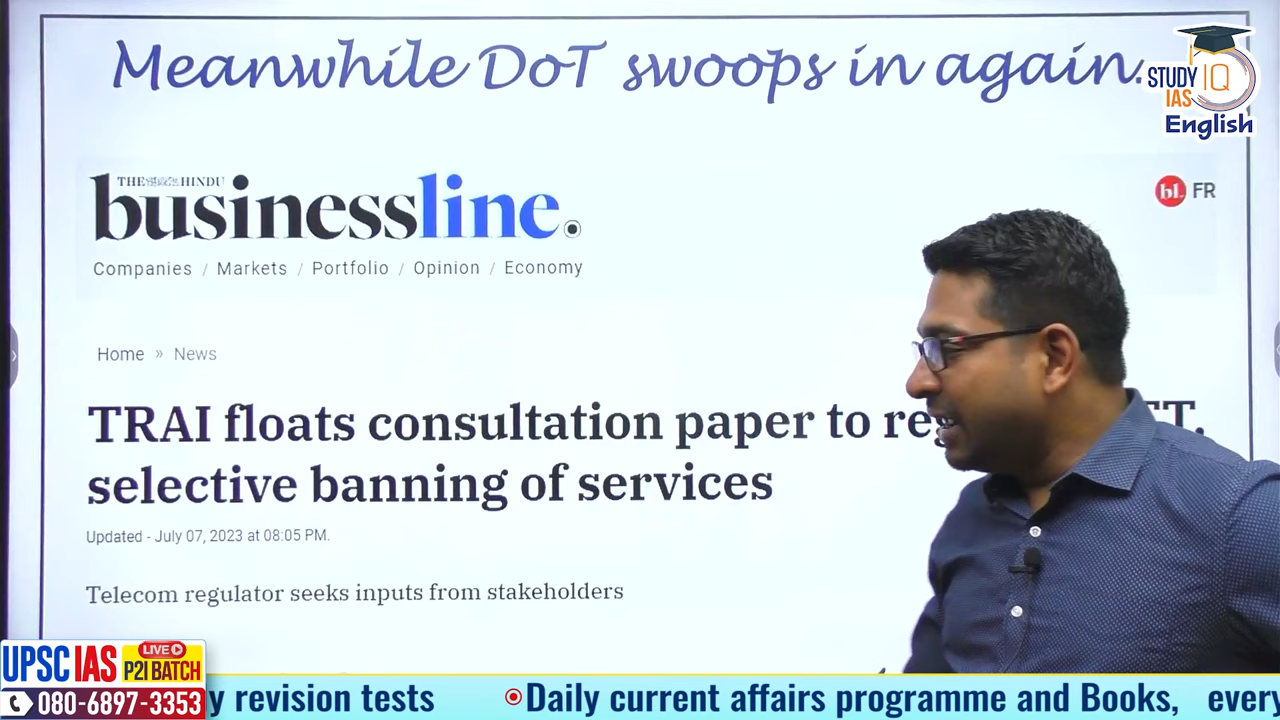 Meanwhile DoT swoops in again.
STUDY IQ
IAS
English
THE HINDU
businessline.
bl. FR
Companies / Markets / Portfolio / Opinion / Economy
Home » News
TRAI floats consultation paper to
selective banning of services
Updated - July 07, 2023 at 08:05 PM.
Telecom regulator seeks inputs from stakeholders
UPSC IAS LIVE P2I BATCH
080-6897-3353
y revision tests Daily current affairs programme and Books, every